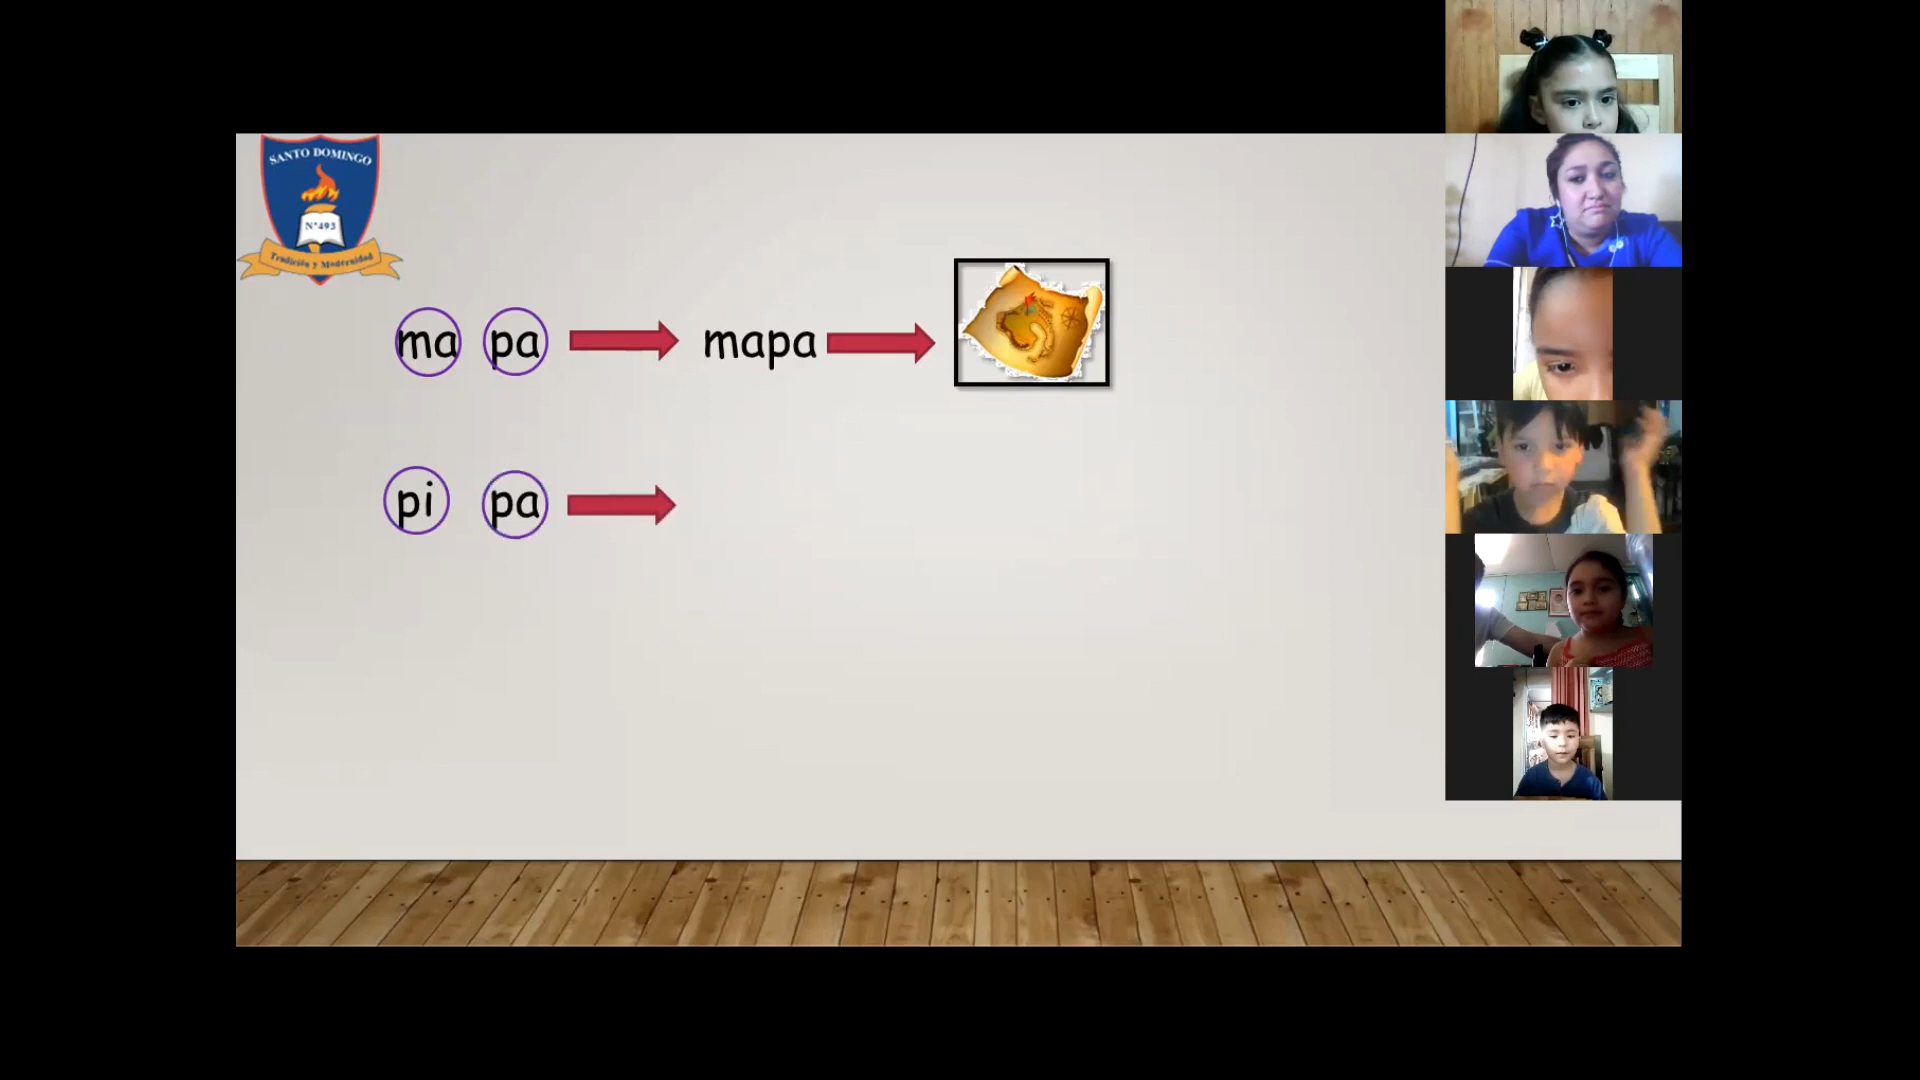 SANTO DOMINGO
N°493
Tradición y Modernidad
ma pa mapa
pi pa